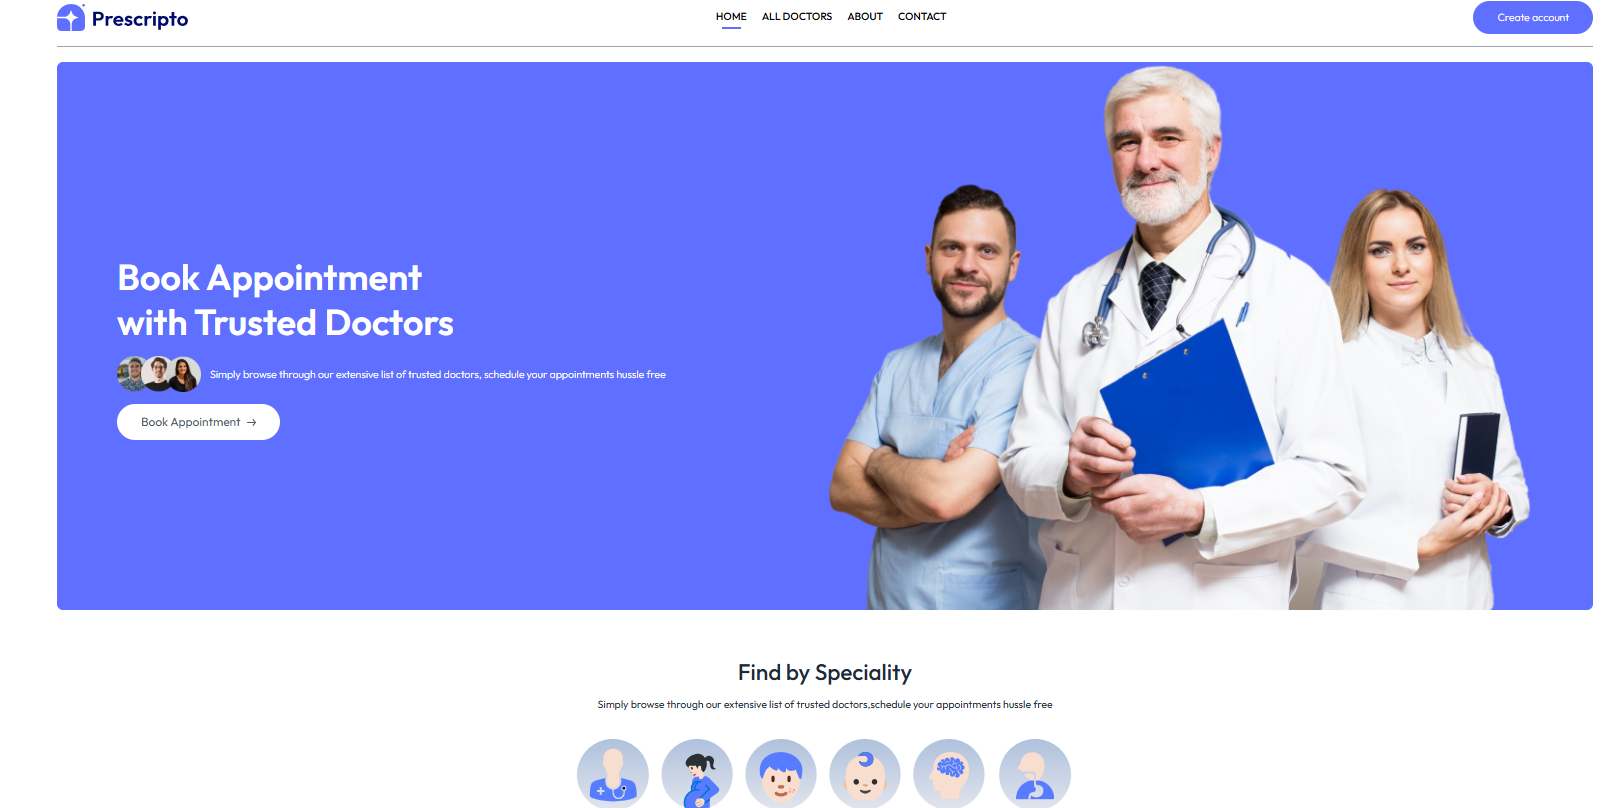 Prescripto
HOME
ALL DOCTORS
ABOUT
CONTACT
Create account
Book Appointment
with Trusted Doctors
Simply browse through our extensive list of trusted doctors, schedule your appointments hussle free
Book Appointment →
Find by Speciality
Simply browse through our extensive list of trusted doctors,schedule your appointments hussle free